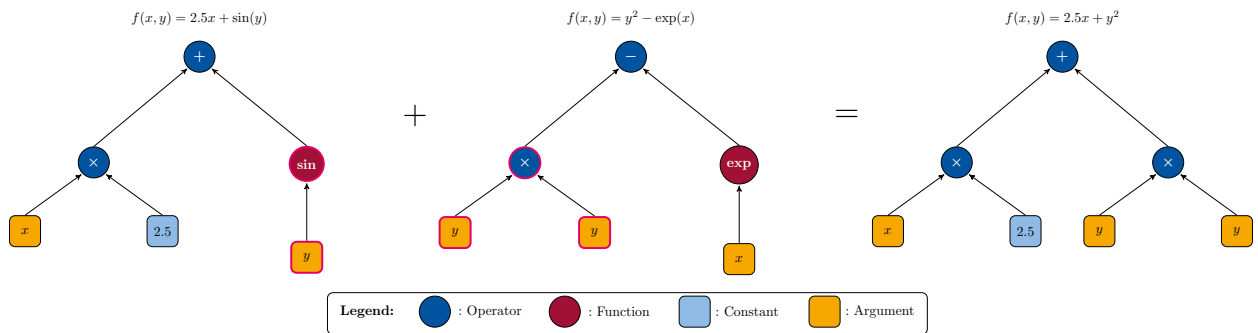 f(x, y) = 2.5x + sin(y)
f(x, y) = y² − exp(x)
f(x, y) = 2.5x + y²
+
−
+
+
=
×
sin
×
exp
×
×
x
2.5
y
y
y
x
x
2.5
y
y
Legend: : Operator : Function : Constant : Argument